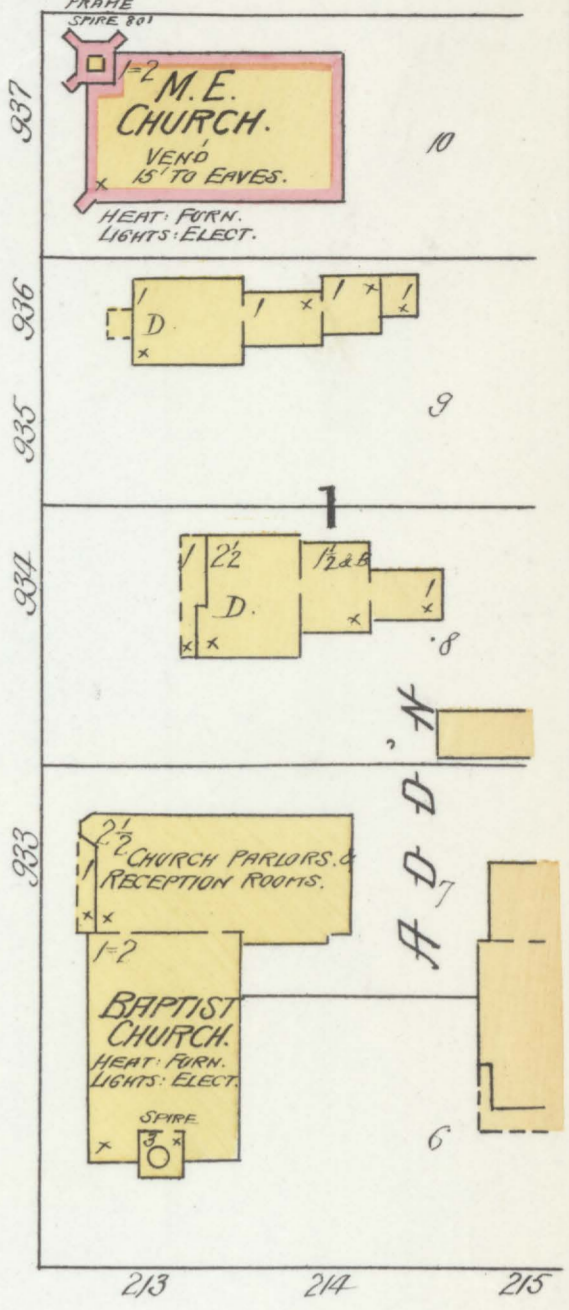 FRAME
SPIRE 80'
937
1=2
M.E.
CHURCH.
VEN'D
15' TO EAVES.
HEAT: FURN.
LIGHTS: ELECT.
10
936
1
D
1
1
1
935
9
1
934
1
2½
D.
1½&B
1
8
ADDN
933
2½
1
CHURCH PARLORS. &
RECEPTION ROOMS.
7
1=2
BAPTIST
CHURCH.
HEAT: FURN.
LIGHTS: ELECT.
SPIRE
3
6
213
214
215